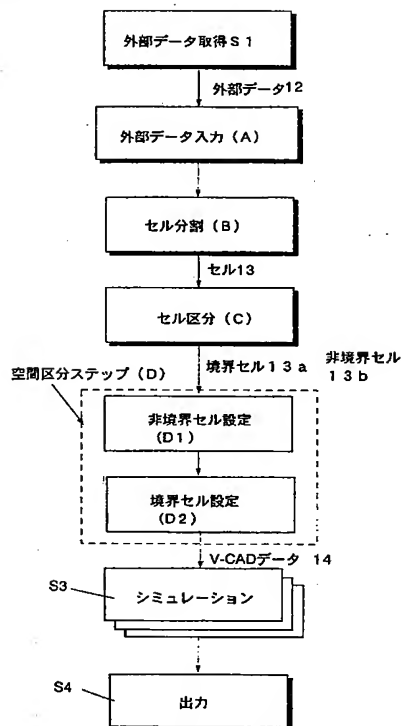 外部データ取得S1
外部データ12
外部データ入力(A)
セル分割(B)
セル13
セル区分(C)
空間区分ステップ(D)
境界セル13a
非境界セル
13b
非境界セル設定
(D1)
境界セル設定
(D2)
V-CADデータ 14
S3
シミュレーション
S4
出力